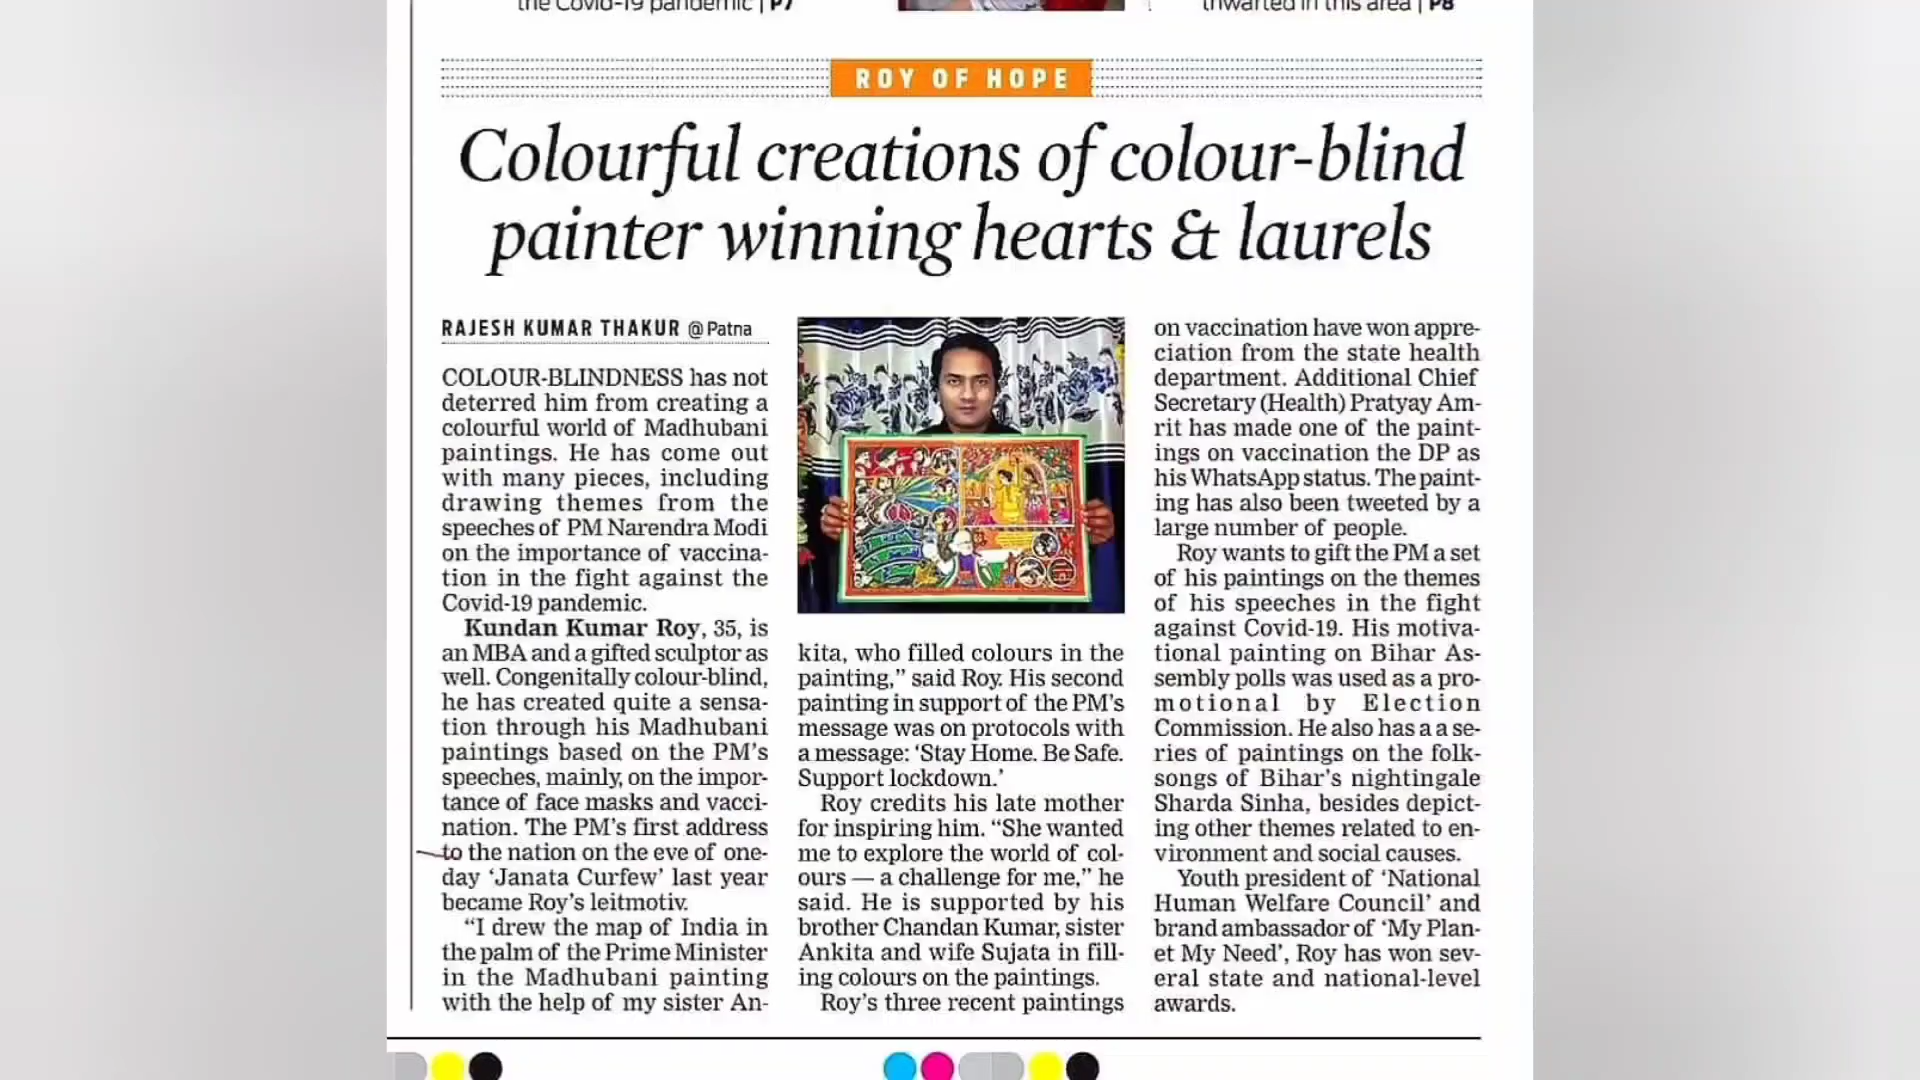 the Covid-19 pandemic | P7
thwarted in this area | P8
ROY OF HOPE
Colourful creations of colour-blind
painter winning hearts & laurels
RAJESH KUMAR THAKUR @ Patna
COLOUR-BLINDNESS has not
deterred him from creating a
colourful world of Madhubani
paintings. He has come out
with many pieces, including
drawing themes from the
speeches of PM Narendra Modi
on the importance of vaccina-
tion in the fight against the
Covid-19 pandemic.
Kundan Kumar Roy, 35, is
an MBA and a gifted sculptor as
well. Congenitally colour-blind,
he has created quite a sensa-
tion through his Madhubani
paintings based on the PM's
speeches, mainly, on the impor-
tance of face masks and vacci-
nation. The PM's first address
to the nation on the eve of one-
day 'Janata Curfew' last year
became Roy's leitmotiv.
"I drew the map of India in
the palm of the Prime Minister
in the Madhubani painting
with the help of my sister An-
kita, who filled colours in the
painting," said Roy. His second
painting in support of the PM's
message was on protocols with
a message: 'Stay Home. Be Safe.
Support lockdown.'
Roy credits his late mother
for inspiring him. "She wanted
me to explore the world of col-
ours — a challenge for me," he
said. He is supported by his
brother Chandan Kumar, sister
Ankita and wife Sujata in fill-
ing colours on the paintings.
Roy's three recent paintings
on vaccination have won appre-
ciation from the state health
department. Additional Chief
Secretary (Health) Pratyay Am-
rit has made one of the paint-
ings on vaccination the DP as
his WhatsApp status. The paint-
ing has also been tweeted by a
large number of people.
Roy wants to gift the PM a set
of his paintings on the themes
of his speeches in the fight
against Covid-19. His motiva-
tional painting on Bihar As-
sembly polls was used as a pro-
motional by Election
Commission. He also has a a se-
ries of paintings on the folk-
songs of Bihar's nightingale
Sharda Sinha, besides depict-
ing other themes related to en-
vironment and social causes.
Youth president of 'National
Human Welfare Council' and
brand ambassador of 'My Plan-
et My Need', Roy has won sev-
eral state and national-level
awards.